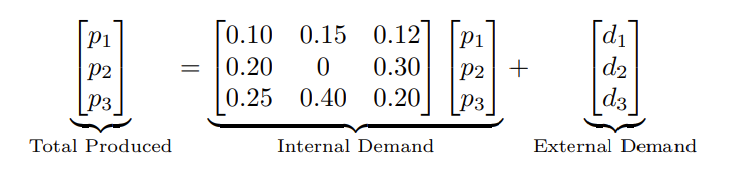 [p₁] = [0.10 0.15 0.12] [p₁] + [d₁]
[p₂] = [0.20 0 0.30] [p₂] + [d₂]
[p₃] = [0.25 0.40 0.20] [p₃] + [d₃]
Total Produced Internal Demand External Demand